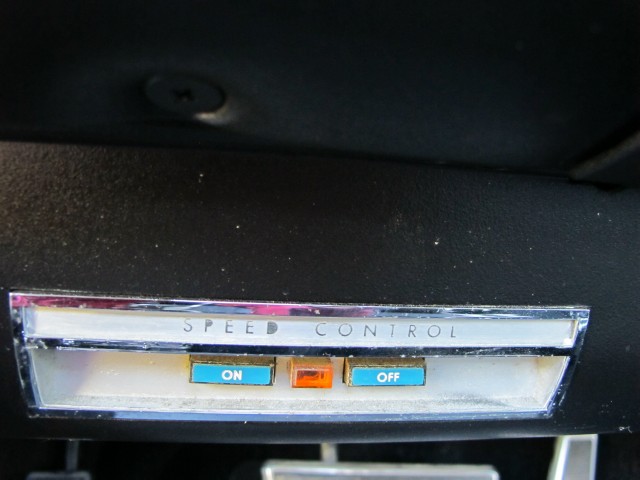 SPEED CONTROL
ON OFF